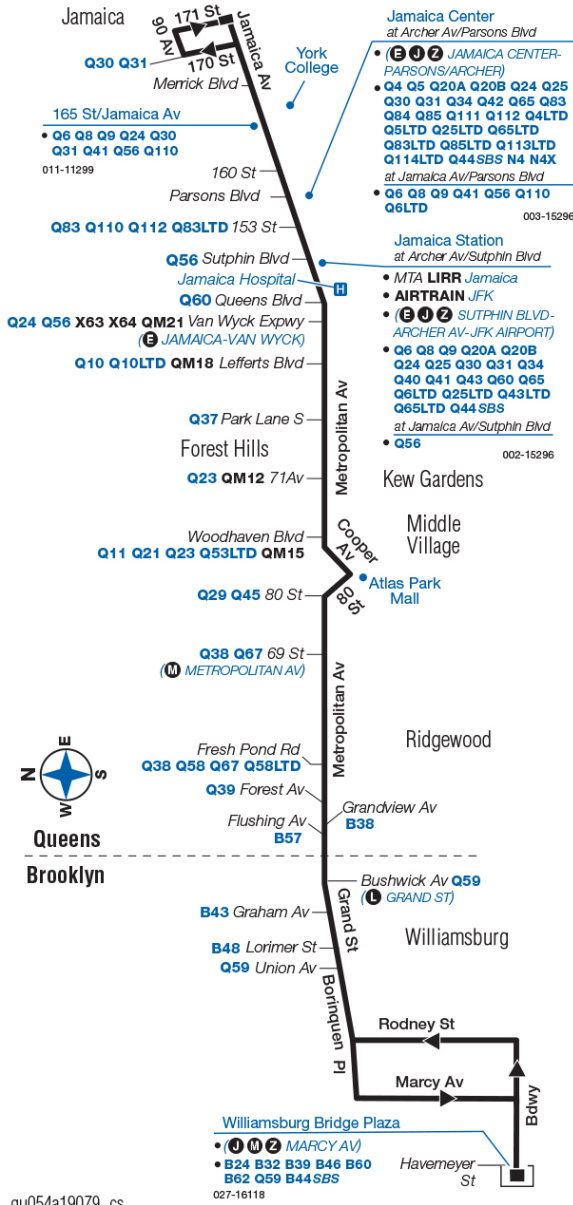 Jamaica
171 St
90 Av
170 St
Jamaica Av
Q30 Q31
Merrick Blvd
York
College
165 St/Jamaica Av
• Q6 Q8 Q9 Q24 Q30
Q31 Q41 Q56 Q110
011-11299
Jamaica Center
at Archer Av/Parsons Blvd
• (E J Z JAMAICA CENTER-
PARSONS/ARCHER)
• Q4 Q5 Q20A Q20B Q24 Q25
Q30 Q31 Q34 Q42 Q65 Q83
Q84 Q85 Q111 Q112 Q4LTD
Q5LTD Q25LTD Q65LTD
Q83LTD Q85LTD Q113LTD
Q114LTD Q44SBS N4 N4X
at Jamaica Av/Parsons Blvd
• Q6 Q8 Q9 Q41 Q56 Q110
Q6LTD
003-15296
160 St
Parsons Blvd
Q83 Q110 Q112 Q83LTD 153 St
Q56 Sutphin Blvd
Jamaica Hospital H
Q60 Queens Blvd
Q24 Q56 X63 X64 QM21 Van Wyck Expwy
(E JAMAICA-VAN WYCK)
Q10 Q10LTD QM18 Lefferts Blvd
Jamaica Station
at Archer Av/Sutphin Blvd
• MTA LIRR Jamaica
• AIRTRAIN JFK
• (E J Z SUTPHIN BLVD-
ARCHER AV-JFK AIRPORT)
• Q6 Q8 Q9 Q20A Q20B
Q24 Q25 Q30 Q31 Q34
Q40 Q41 Q43 Q60 Q65
Q6LTD Q25LTD Q43LTD
Q65LTD Q44SBS
at Jamaica Av/Sutphin Blvd
• Q56
002-15296
Q37 Park Lane S
Metropolitan Av
Forest Hills
Q23 QM12 71Av
Kew Gardens
Woodhaven Blvd
Q11 Q21 Q23 Q53LTD QM15
Cooper
Av
Middle
Village
Q29 Q45 80 St
80 St
Atlas Park
Mall
Q38 Q67 69 St
(M METROPOLITAN AV)
Metropolitan Av
Ridgewood
Fresh Pond Rd
Q38 Q58 Q67 Q58LTD
Q39 Forest Av
Grandview Av
B38
Flushing Av
B57
N E S W
Queens
Brooklyn
Bushwick Av Q59
(L GRAND ST)
Grand St
B43 Graham Av
Williamsburg
B48 Lorimer St
Q59 Union Av
Borinquen Pl
Rodney St
Marcy Av
Bdwy
Williamsburg Bridge Plaza
• (J M Z MARCY AV)
• B24 B32 B39 B46 B60
B62 Q59 B44SBS
027-16118
Havemeyer
St
qu054a19079_cs